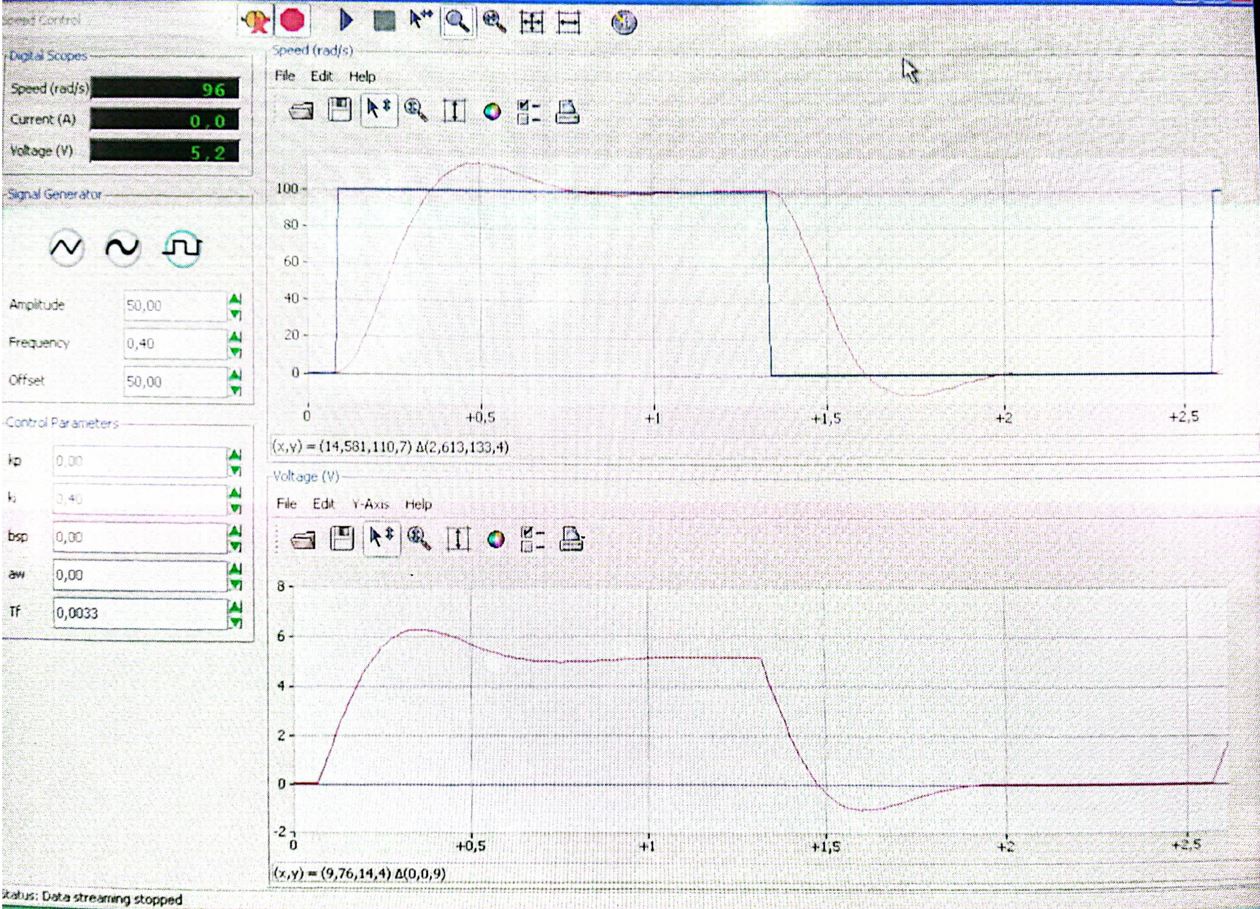 Speed Control
Digital Scopes
Speed (rad/s) 96
Current (A) 0,0
Voltage (V) 5,2
Signal Generator
Amplitude 50,00
Frequency 0,40
Offset 50,00
Control Parameters
kp 0,00
ki 0,40
bsp 0,00
aw 0,00
Tf 0,0033
Speed (rad/s)
File Edit Help
100
80
60
40
20
0
0 +0,5 +1 +1,5 +2 +2,5
(x,y) = (14,581,110,7) Δ(2,613,133,4)
Voltage (V)
File Edit Y-Axis Help
8
6
4
2
0
-2
0 +0,5 +1 +1,5 +2 +2,5
(x,y) = (9,76,14,4) Δ(0,0,9)
Status: Data streaming stopped